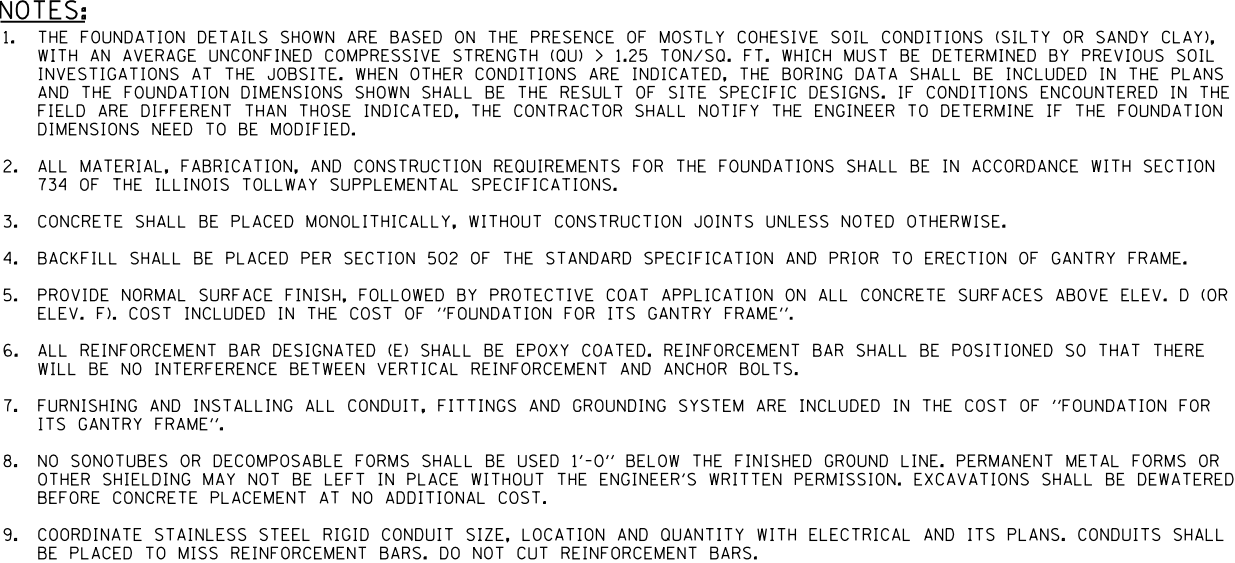 NOTES:
1. THE FOUNDATION DETAILS SHOWN ARE BASED ON THE PRESENCE OF MOSTLY COHESIVE SOIL CONDITIONS (SILTY OR SANDY CLAY),
WITH AN AVERAGE UNCONFINED COMPRESSIVE STRENGTH (QU) > 1.25 TON/SQ. FT. WHICH MUST BE DETERMINED BY PREVIOUS SOIL
INVESTIGATIONS AT THE JOBSITE. WHEN OTHER CONDITIONS ARE INDICATED, THE BORING DATA SHALL BE INCLUDED IN THE PLANS
AND THE FOUNDATION DIMENSIONS SHOWN SHALL BE THE RESULT OF SITE SPECIFIC DESIGNS. IF CONDITIONS ENCOUNTERED IN THE
FIELD ARE DIFFERENT THAN THOSE INDICATED, THE CONTRACTOR SHALL NOTIFY THE ENGINEER TO DETERMINE IF THE FOUNDATION
DIMENSIONS NEED TO BE MODIFIED.
2. ALL MATERIAL, FABRICATION, AND CONSTRUCTION REQUIREMENTS FOR THE FOUNDATIONS SHALL BE IN ACCORDANCE WITH SECTION
734 OF THE ILLINOIS TOLLWAY SUPPLEMENTAL SPECIFICATIONS.
3. CONCRETE SHALL BE PLACED MONOLITHICALLY, WITHOUT CONSTRUCTION JOINTS UNLESS NOTED OTHERWISE.
4. BACKFILL SHALL BE PLACED PER SECTION 502 OF THE STANDARD SPECIFICATION AND PRIOR TO ERECTION OF GANTRY FRAME.
5. PROVIDE NORMAL SURFACE FINISH, FOLLOWED BY PROTECTIVE COAT APPLICATION ON ALL CONCRETE SURFACES ABOVE ELEV. D (OR
ELEV. F). COST INCLUDED IN THE COST OF "FOUNDATION FOR ITS GANTRY FRAME".
6. ALL REINFORCEMENT BAR DESIGNATED (E) SHALL BE EPOXY COATED. REINFORCEMENT BAR SHALL BE POSITIONED SO THAT THERE
WILL BE NO INTERFERENCE BETWEEN VERTICAL REINFORCEMENT AND ANCHOR BOLTS.
7. FURNISHING AND INSTALLING ALL CONDUIT, FITTINGS AND GROUNDING SYSTEM ARE INCLUDED IN THE COST OF "FOUNDATION FOR
ITS GANTRY FRAME".
8. NO SONOTUBES OR DECOMPOSABLE FORMS SHALL BE USED 1'-0" BELOW THE FINISHED GROUND LINE. PERMANENT METAL FORMS OR
OTHER SHIELDING MAY NOT BE LEFT IN PLACE WITHOUT THE ENGINEER'S WRITTEN PERMISSION. EXCAVATIONS SHALL BE DEWATERED
BEFORE CONCRETE PLACEMENT AT NO ADDITIONAL COST.
9. COORDINATE STAINLESS STEEL RIGID CONDUIT SIZE, LOCATION AND QUANTITY WITH ELECTRICAL AND ITS PLANS. CONDUITS SHALL
BE PLACED TO MISS REINFORCEMENT BARS. DO NOT CUT REINFORCEMENT BARS.